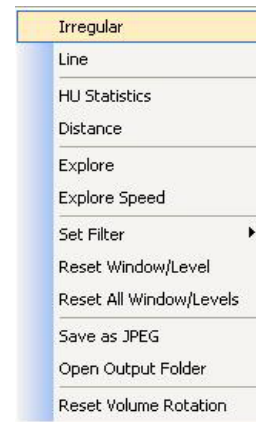 Irregular
Line
HU Statistics
Distance
Explore
Explore Speed
Set Filter
Reset Window/Level
Reset All Window/Levels
Save as JPEG
Open Output Folder
Reset Volume Rotation